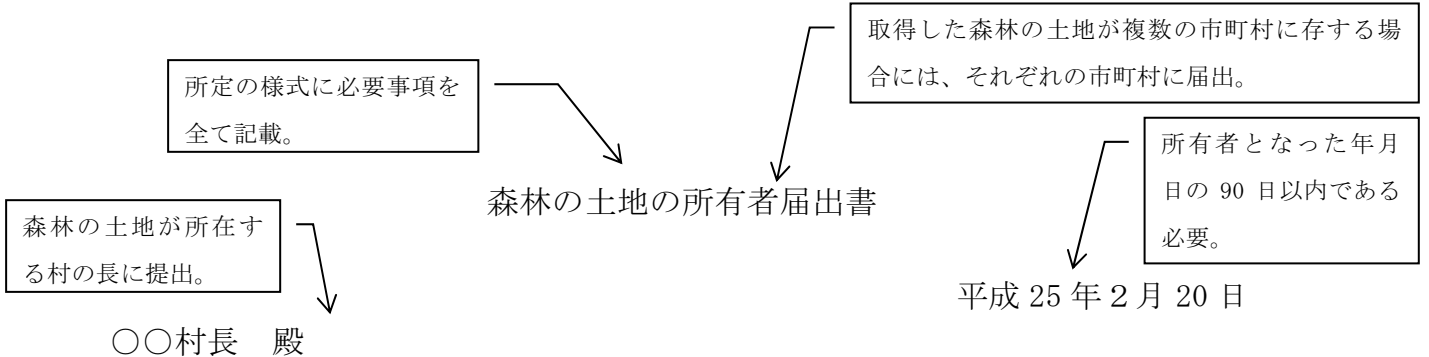 取得した森林の土地が複数の市町村に存する場
合には、それぞれの市町村に届出。
所定の様式に必要事項を
全て記載。
所有者となった年月
日の 90 日以内である
必要。
森林の土地の所有者届出書
森林の土地が所在す
る村の長に提出。
平成 25 年２月 20 日
○○村長　殿